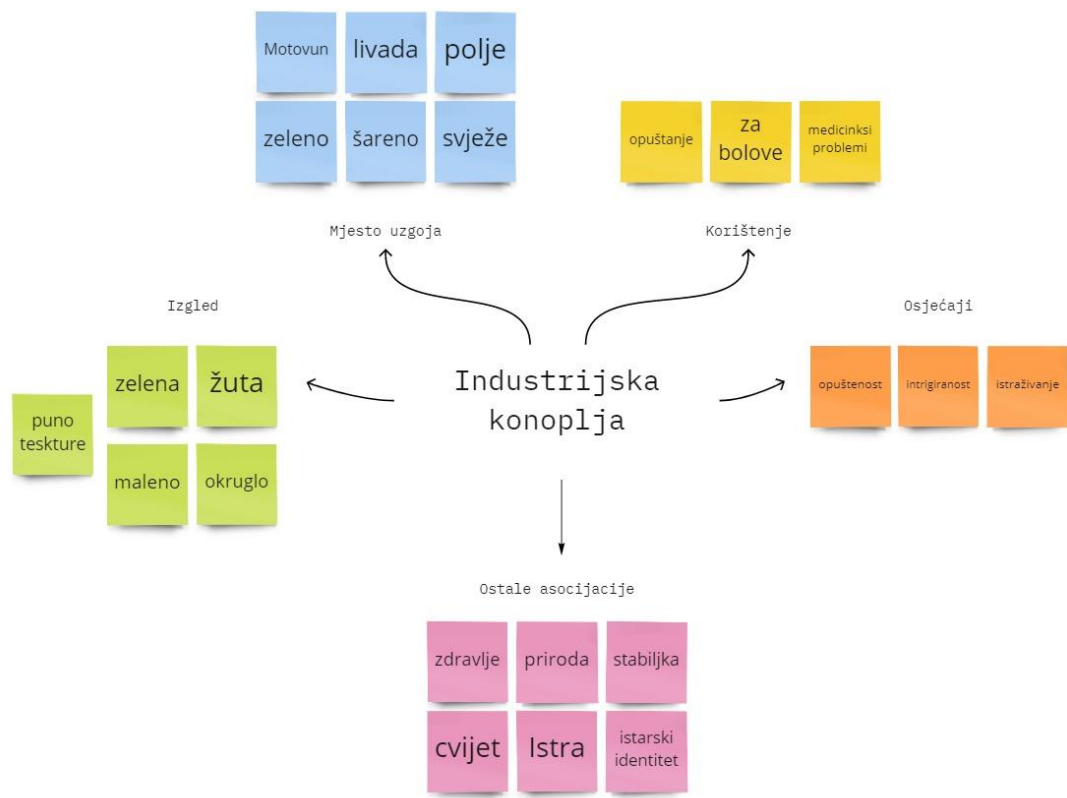 Motovun
livada
polje
zeleno
šareno
svježe
Mjesto uzgoja
opuštanje
za
bolove
medicinksi
problemi
Korištenje
Izgled
zelena
žuta
puno
teskture
maleno
okruglo
Industrijska
konoplja
Osjećaji
opuštenost
intrigiranost
istraživanje
Ostale asocijacije
zdravlje
priroda
stabiljka
cvijet
Istra
istarski
identitet